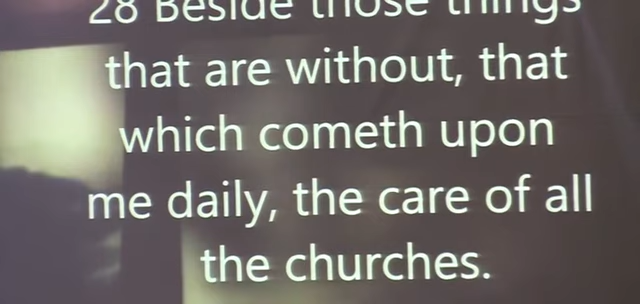 28 Beside those things
that are without, that
which cometh upon
me daily, the care of all
the churches.